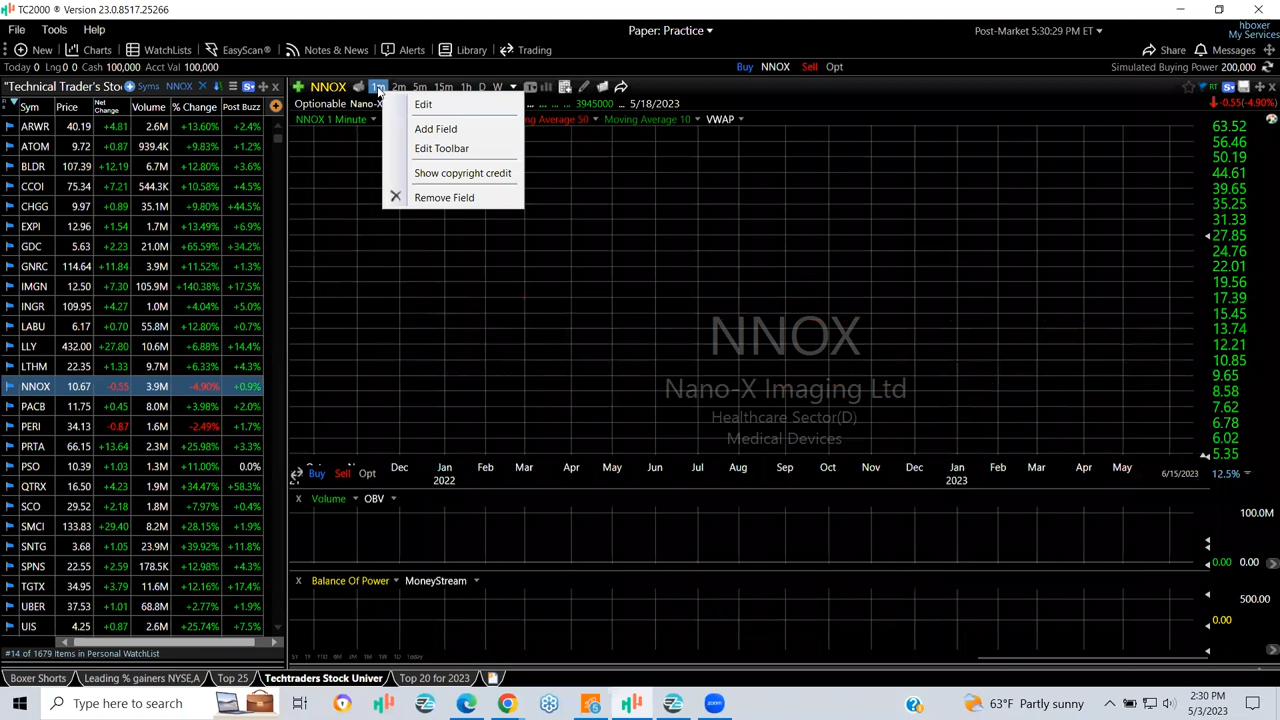 TC2000 ® Version 23.0.8517.25266
File Tools Help
Paper: Practice
Post-Market 5:30:29 PM ET
hboxer
My Services
New Charts WatchLists EasyScan® Notes & News Alerts Library Trading
Share Messages
Today 0 Lng0 0 Cash 100,000 Acct Val 100,000
Buy NNOX Sell Opt
Simulated Buying Power 200,000
"Technical Trader's Sto Syms NNOX
NNOX 1m 2m 5m 15m 1h D W
RT
Sym Price Net Change Volume % Change Post Buzz
Optionable Nano-X ... ... 3945000 ... 5/18/2023
-0.55(-4.90%)
NNOX 1 Minute ng Average 50 Moving Average 10 VWAP
Edit
Add Field
Edit Toolbar
Show copyright credit
Remove Field
ARWR 40.19 +4.81 2.6M +13.60% +2.4%
ATOM 9.72 +0.87 939.4K +9.83% +1.2%
BLDR 107.39 +12.19 6.7M +12.80% +3.6%
CCOI 75.34 +7.21 544.3K +10.58% +4.5%
CHGG 9.97 +0.89 35.1M +9.80% +44.5%
EXPI 12.96 +1.54 1.7M +13.49% +6.9%
GDC 5.63 +2.23 21.0M +65.59% +34.2%
GNRC 114.64 +11.84 3.9M +11.52% +1.3%
IMGN 12.50 +7.30 105.9M +140.38% +17.5%
INGR 109.95 +4.27 1.0M +4.04% +5.0%
LABU 6.17 +0.70 55.8M +12.80% +0.7%
LLY 432.00 +27.80 10.6M +6.88% +14.4%
LTHM 22.35 +1.33 9.7M +6.33% +4.3%
NNOX 10.67 -0.55 3.9M -4.90% +0.9%
PACB 11.75 +0.45 8.0M +3.98% +2.0%
PERI 34.13 -0.87 1.6M -2.49% +1.7%
PRTA 66.15 +13.64 2.3M +25.98% +3.3%
PSO 10.39 +1.03 1.3M +11.00% 0.0%
QTRX 16.50 +4.23 1.9M +34.47% +58.3%
SCO 29.52 +2.18 1.8M +7.97% +0.4%
SMCI 133.83 +29.40 8.2M +28.15% +1.9%
SNTG 3.68 +1.05 23.9M +39.92% +11.8%
SPNS 22.55 +2.59 178.5K +12.98% +4.3%
TGTX 34.95 +3.79 11.6M +12.16% +17.4%
UBER 37.53 +1.01 68.8M +2.77% +1.9%
UIS 4.25 +0.87 2.6M +25.74% +7.5%
#14 of 1679 Items in Personal WatchList
63.52
56.46
50.19
44.61
39.65
35.25
31.33
27.85
24.76
22.01
19.56
17.39
15.45
13.74
12.21
10.85
9.65
8.58
7.62
6.78
6.02
5.35
NNOX
Nano-X Imaging Ltd
Healthcare Sector(D)
Medical Devices
Dec Jan Feb Mar Apr May Jun Jul Aug Sep Oct Nov Dec Jan Feb Mar Apr May
Buy Sell Opt 2022 2023 6/15/2023 12.5%
X Volume OBV
100.0M
0.00 0.00
X Balance Of Power MoneyStream
500.00
0.00
Today
Boxer Shorts Leading % gainers NYSE,A Top 25 Techtraders Stock Univer Top 20 for 2023
Type here to search
63°F Partly sunny
2:30 PM
5/3/2023